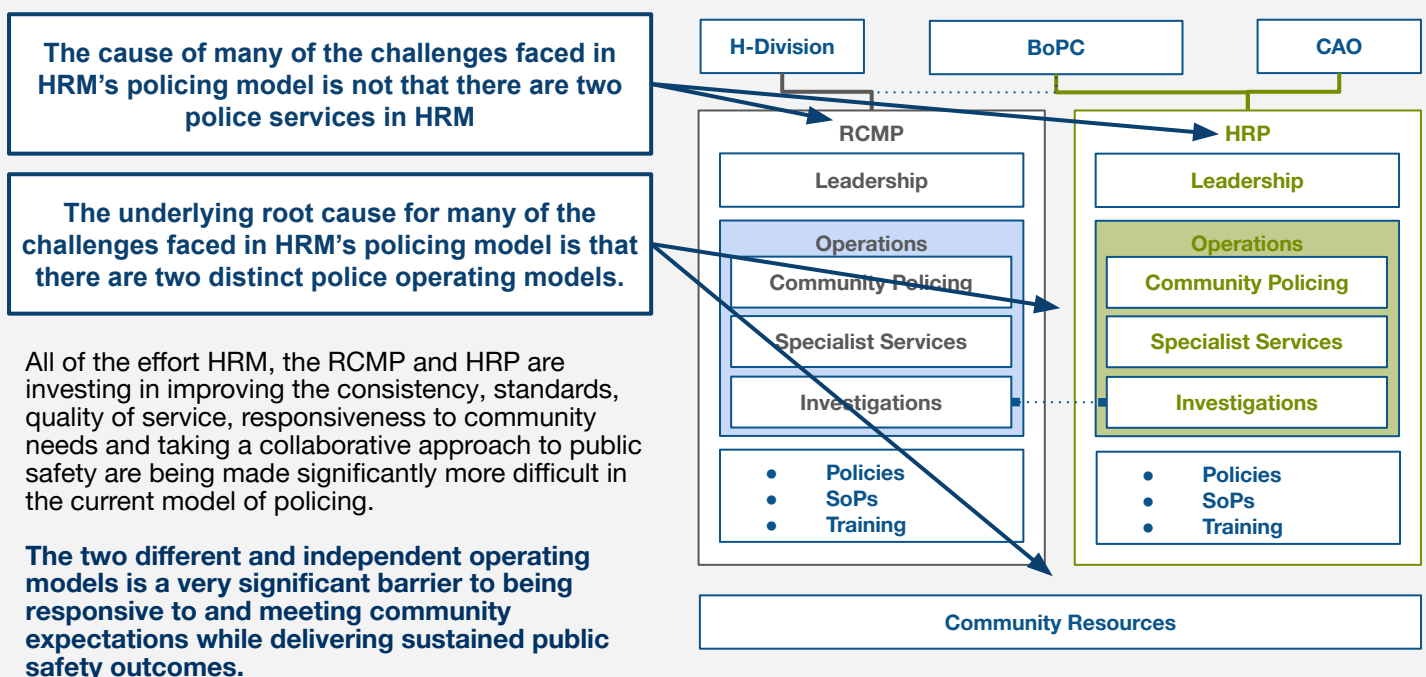 The cause of many of the challenges faced in
HRM’s policing model is not that there are two
police services in HRM
The underlying root cause for many of the
challenges faced in HRM’s policing model is that
there are two distinct police operating models.
All of the effort HRM, the RCMP and HRP are
investing in improving the consistency, standards,
quality of service, responsiveness to community
needs and taking a collaborative approach to public
safety are being made significantly more difficult in
the current model of policing.
The two different and independent operating
models is a very significant barrier to being
responsive to and meeting community
expectations while delivering sustained public
safety outcomes.
H-Division
BoPC
CAO
RCMP
Leadership
Operations
Community Policing
Specialist Services
Investigations
● Policies
● SoPs
● Training
HRP
Leadership
Operations
Community Policing
Specialist Services
Investigations
● Policies
● SoPs
● Training
Community Resources